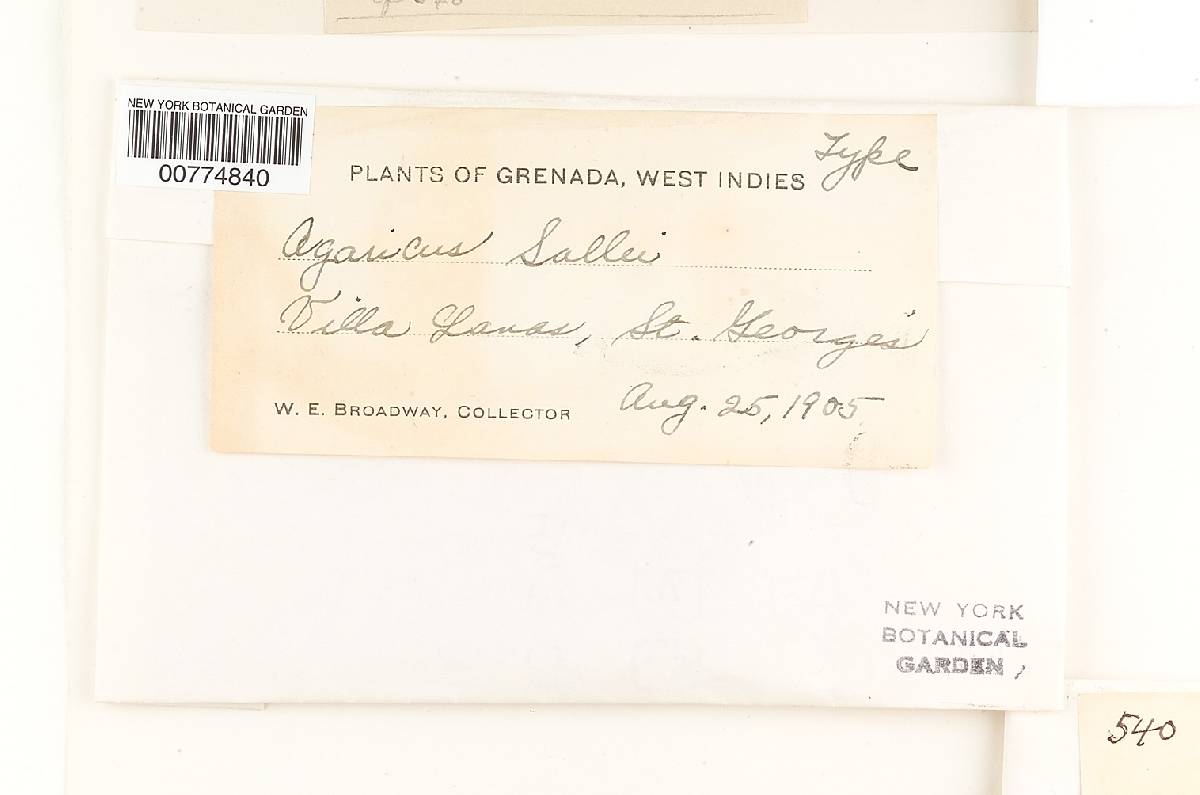 NEW YORK BOTANICAL GARDEN
00774840
Type
PLANTS OF GRENADA, WEST INDIES
Agaricus Sallei
Villa St. George's
W. E. BROADWAY, COLLECTOR
Aug. 25, 1905
NEW YORK
BOTANICAL
GARDEN
540